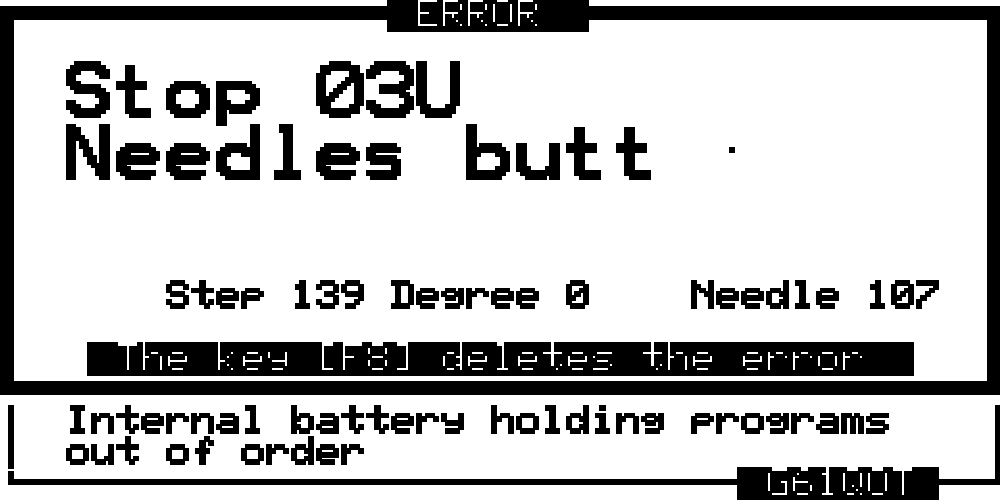 ERROR
Stop 03U
Needles butt
Step 139 Degree 0 Needle 107
The key [F8] deletes the error
Internal battery holding programs
out of order